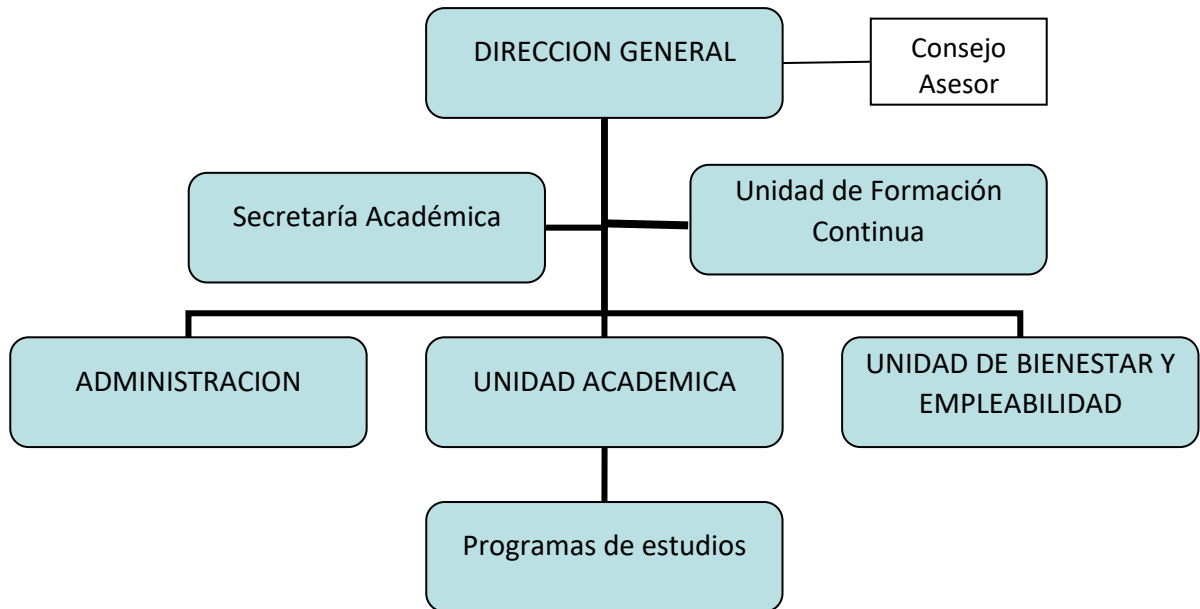 DIRECCION GENERAL
Consejo
Asesor
Secretaría Académica
Unidad de Formación
Continua
ADMINISTRACION
UNIDAD ACADEMICA
UNIDAD DE BIENESTAR Y
EMPLEABILIDAD
Programas de estudios